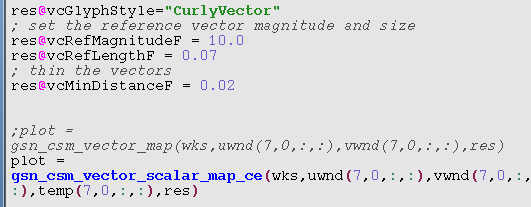 res@vcGlyphStyle="CurlyVector"
; set the reference vector magnitude and size
res@vcRefMagnitudeF = 10.0
res@vcRefLengthF = 0.07
; thin the vectors
res@vcMinDistanceF = 0.02
;plot =
gsn_csm_vector_map(wks,uwnd(7,0,:,:),vwnd(7,0,:,:),res)
plot =
gsn_csm_vector_scalar_map_ce(wks,uwnd(7,0,:,:),vwnd(7,0,:,
:),temp(7,0,:,:),res)